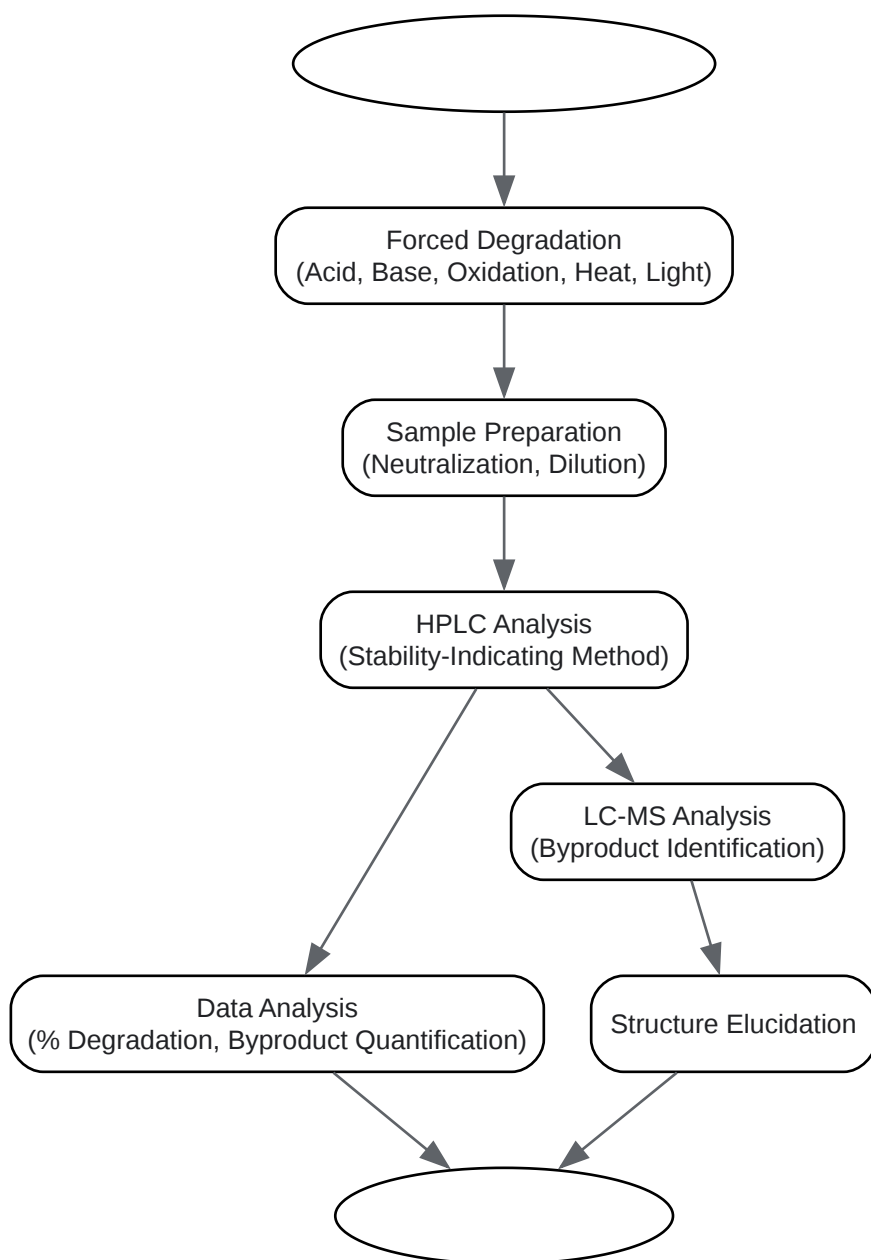 Forced Degradation
(Acid, Base, Oxidation, Heat, Light)
Sample Preparation
(Neutralization, Dilution)
HPLC Analysis
(Stability-Indicating Method)
LC-MS Analysis
(Byproduct Identification)
Data Analysis
(% Degradation, Byproduct Quantification)
Structure Elucidation